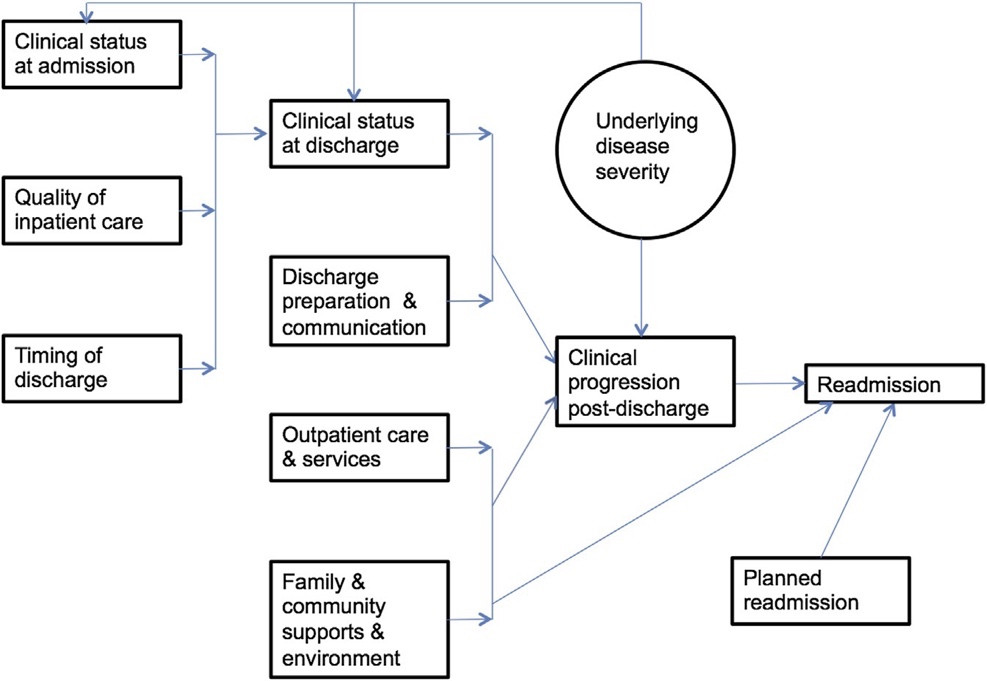 Clinical status
at admission
Quality of
inpatient care
Timing of
discharge
Clinical status
at discharge
Discharge
preparation & 
communication
Outpatient care
& services
Family &
community
supports &
environment
Underlying
disease
severity
Clinical
progression
post-discharge
Readmission
Planned
readmission